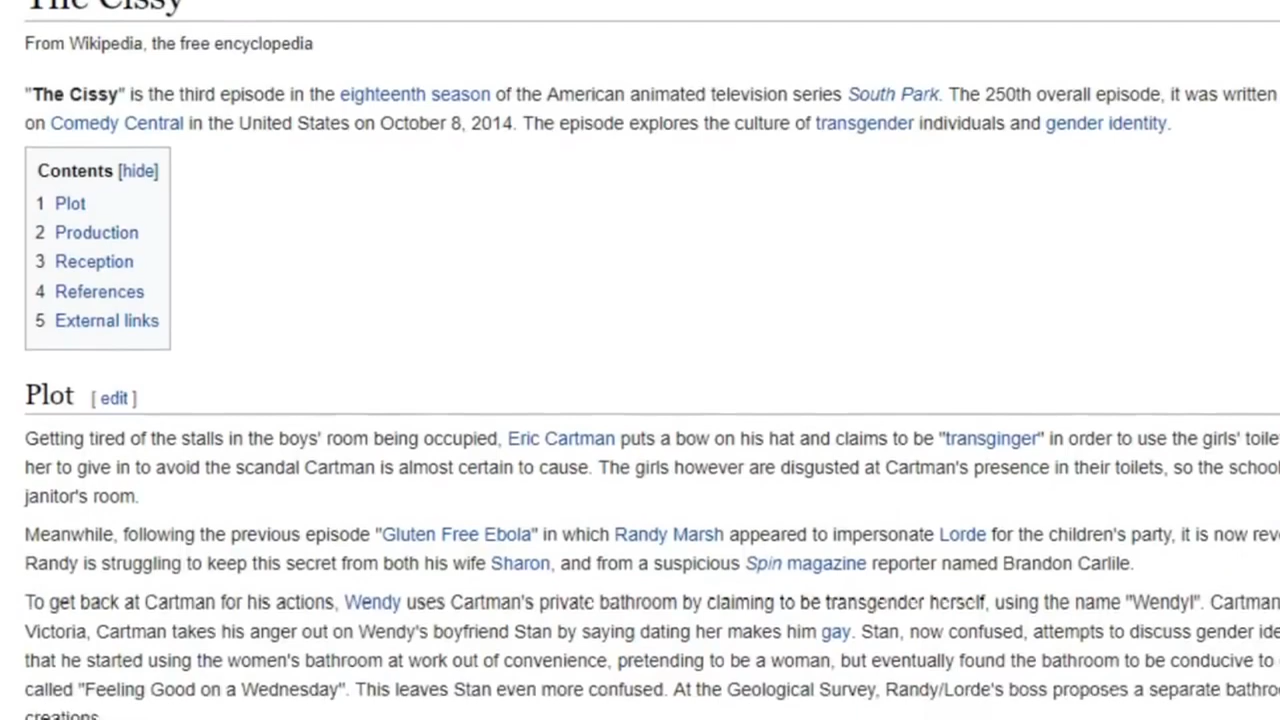 The Cissy
From Wikipedia, the free encyclopedia
"The Cissy" is the third episode in the eighteenth season of the American animated television series South Park. The 250th overall episode, it was written
on Comedy Central in the United States on October 8, 2014. The episode explores the culture of transgender individuals and gender identity.
Contents [hide]
1 Plot
2 Production
3 Reception
4 References
5 External links
Plot [ edit ]
Getting tired of the stalls in the boys' room being occupied, Eric Cartman puts a bow on his hat and claims to be "transginger" in order to use the girls'
her to give in to avoid the scandal Cartman is almost certain to cause. The girls however are disgusted at Cartman's presence in their toilets, so the school
janitor's room.
Meanwhile, following the previous episode "Gluten Free Ebola" in which Randy Marsh appeared to impersonate Lorde for the children's party, it is now
Randy is struggling to keep this secret from both his wife Sharon, and from a suspicious Spin magazine reporter named Brandon Carlile.
To get back at Cartman for his actions, Wendy uses Cartman's private bathroom by claiming to be transgender herself, using the name "Wendyl". Cartman
Victoria, Cartman takes his anger out on Wendy's boyfriend Stan by saying dating her makes him gay. Stan, now confused, attempts to discuss gender
that he started using the women's bathroom at work out of convenience, pretending to be a woman, but eventually found the bathroom to be conducive to
called "Feeling Good on a Wednesday". This leaves Stan even more confused. At the Geological Survey, Randy/Lorde's boss proposes a separate
creations.